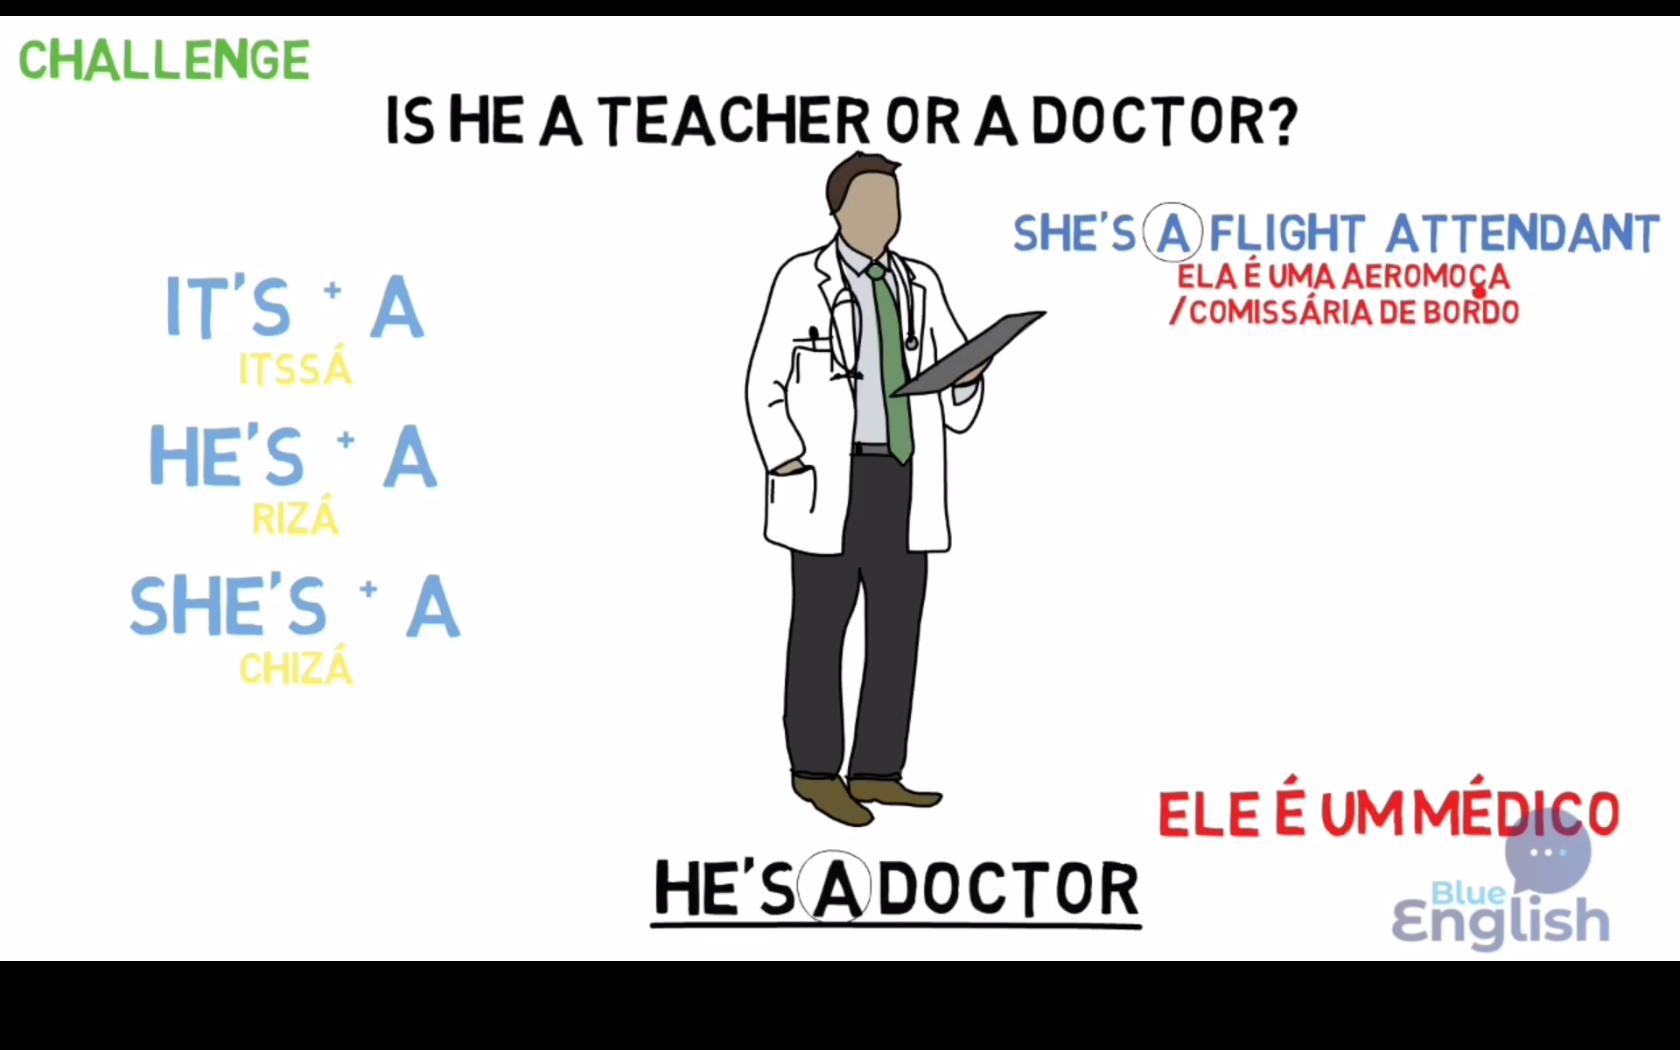 CHALLENGE
IS HE A TEACHER OR A DOCTOR?
SHE'S A FLIGHT ATTENDANT
ELA É UMA AEROMOÇA
/COMISSÁRIA DE BORDO
IT'S + A
ITSSÁ
HE'S + A
RIZÁ
SHE'S + A
CHIZÁ
ELE É UM MÉDICO
HE'S A DOCTOR
Blue
English